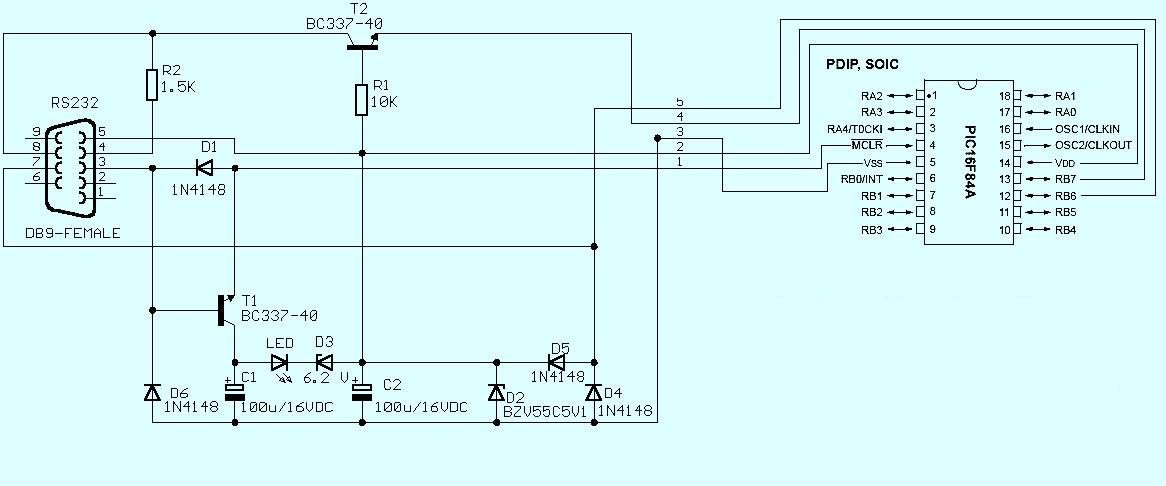 T2
BC337-40
R2
1.5K
R1
10K
RS232
9
8
7
6
5
4
3
2
1
D1
1N4148
DB9-FEMALE
5
4
3
2
1
PDIP, SOIC
PIC16F84A
RA2 1 18 RA1
RA3 2 17 RA0
RA4/T0CKI 3 16 OSC1/CLKIN
MCLR 4 15 OSC2/CLKOUT
VSS 5 14 VDD
RB0/INT 6 13 RB7
RB1 7 12 RB6
RB2 8 11 RB5
RB3 9 10 RB4
T1
BC337-40
LED
D3
6.2 V
D5
1N4148
D6
1N4148
+
C1
100u/16VDC
+
C2
100u/16VDC
D2
BZV55C5V1
D4
1N4148